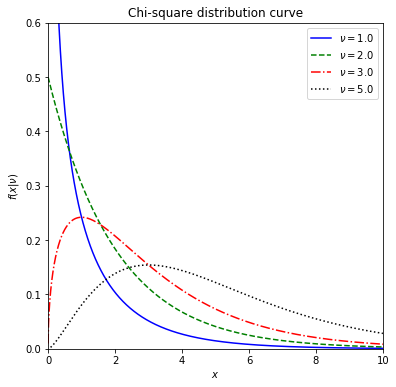 Chi-square distribution curve
ν = 1.0
ν = 2.0
ν = 3.0
ν = 5.0
f(x|ν)
0.6
0.5
0.4
0.3
0.2
0.1
0.0
0 2 4 6 8 10
x